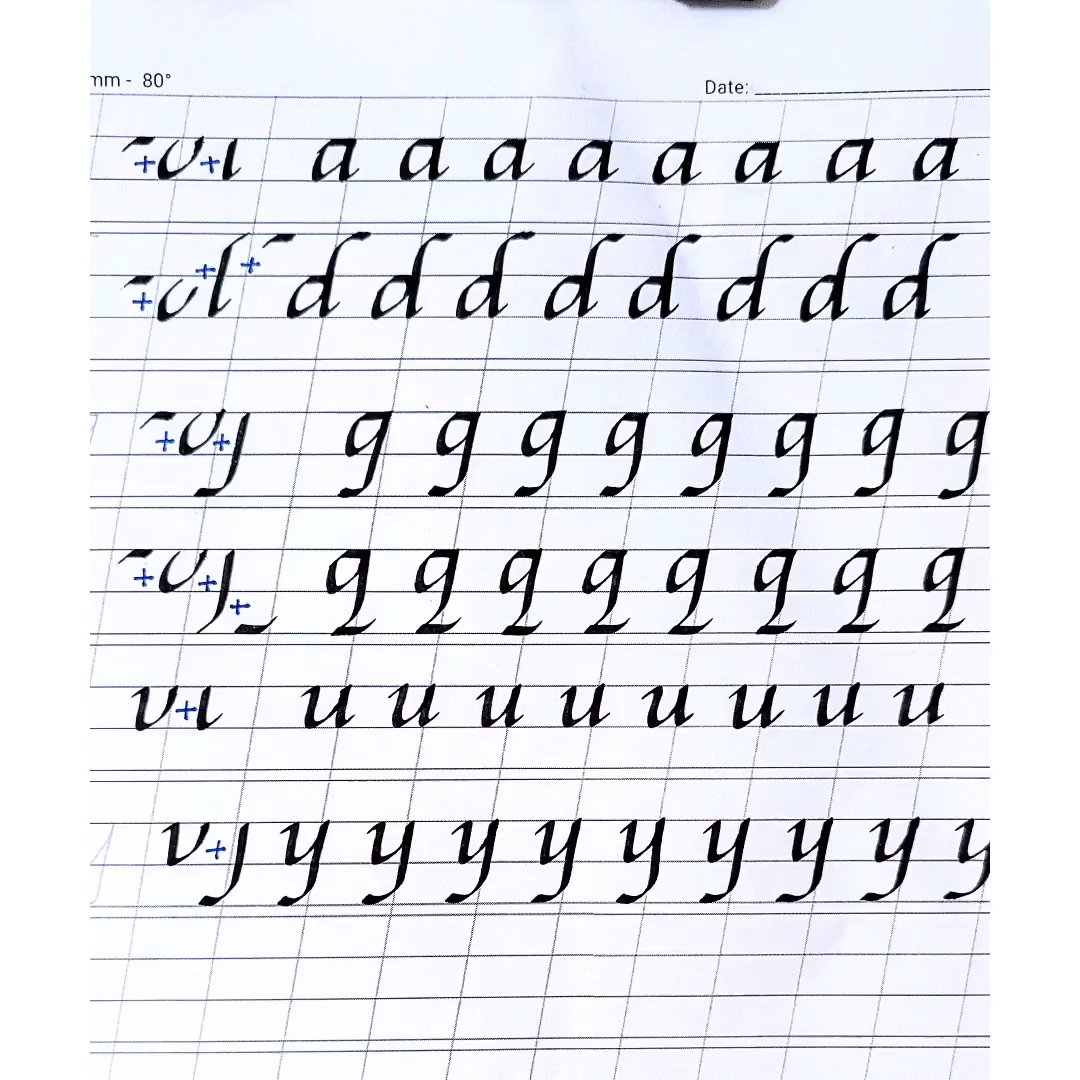 mm - 80° Date:
+ + a a a a a a a a
+ + + d d d d d d d d
+ + g g g g g g g g
+ + + q q q q q q q q
+ u u u u u u u u
+ y y y y y y y y y